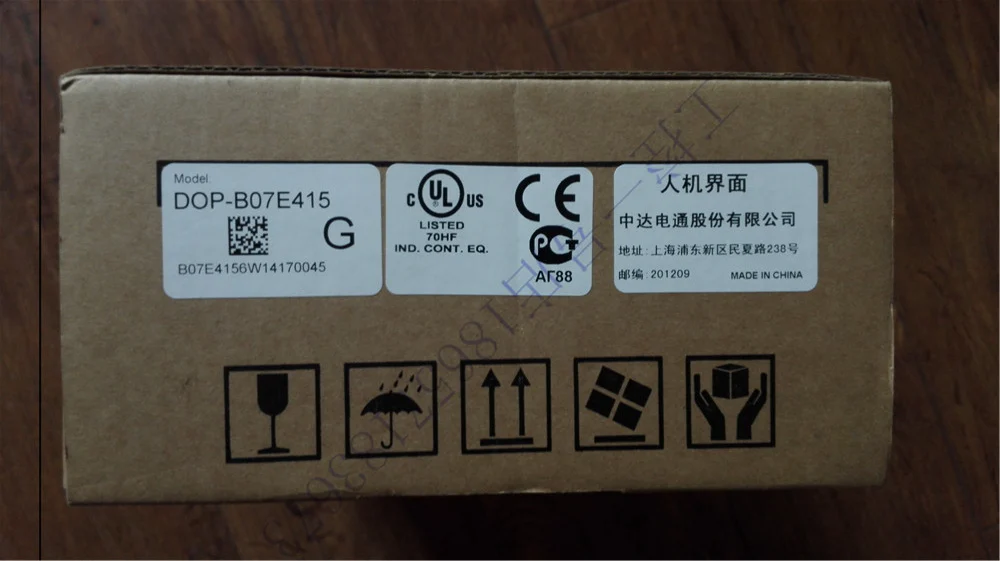 Model:
DOP-B07E415
G
B07E4156W14170045
C UL US
®
LISTED
70HF
IND. CONT. EQ.
CE
РСТ
АГ88
人机界面
中达电通股份有限公司
地址: 上海浦东新区民夏路238号
邮编: 201209
MADE IN CHINA